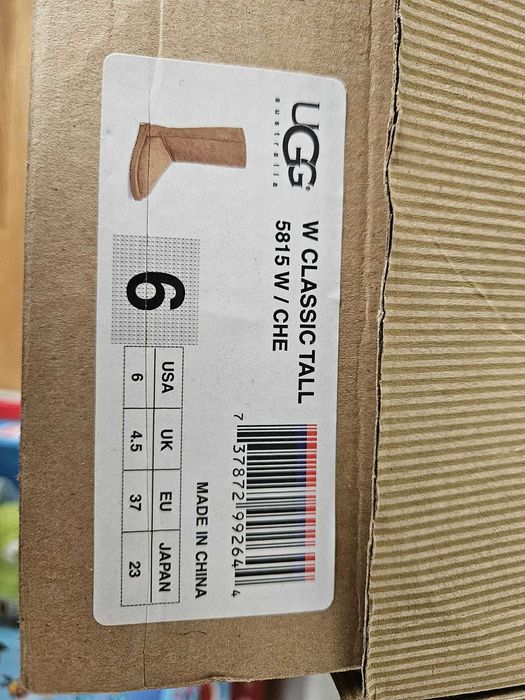 UGG®
australia
W CLASSIC TALL
5815 W / CHE
7 37872 99264 4
MADE IN CHINA
6
USA UK EU JAPAN
6 4.5 37 23